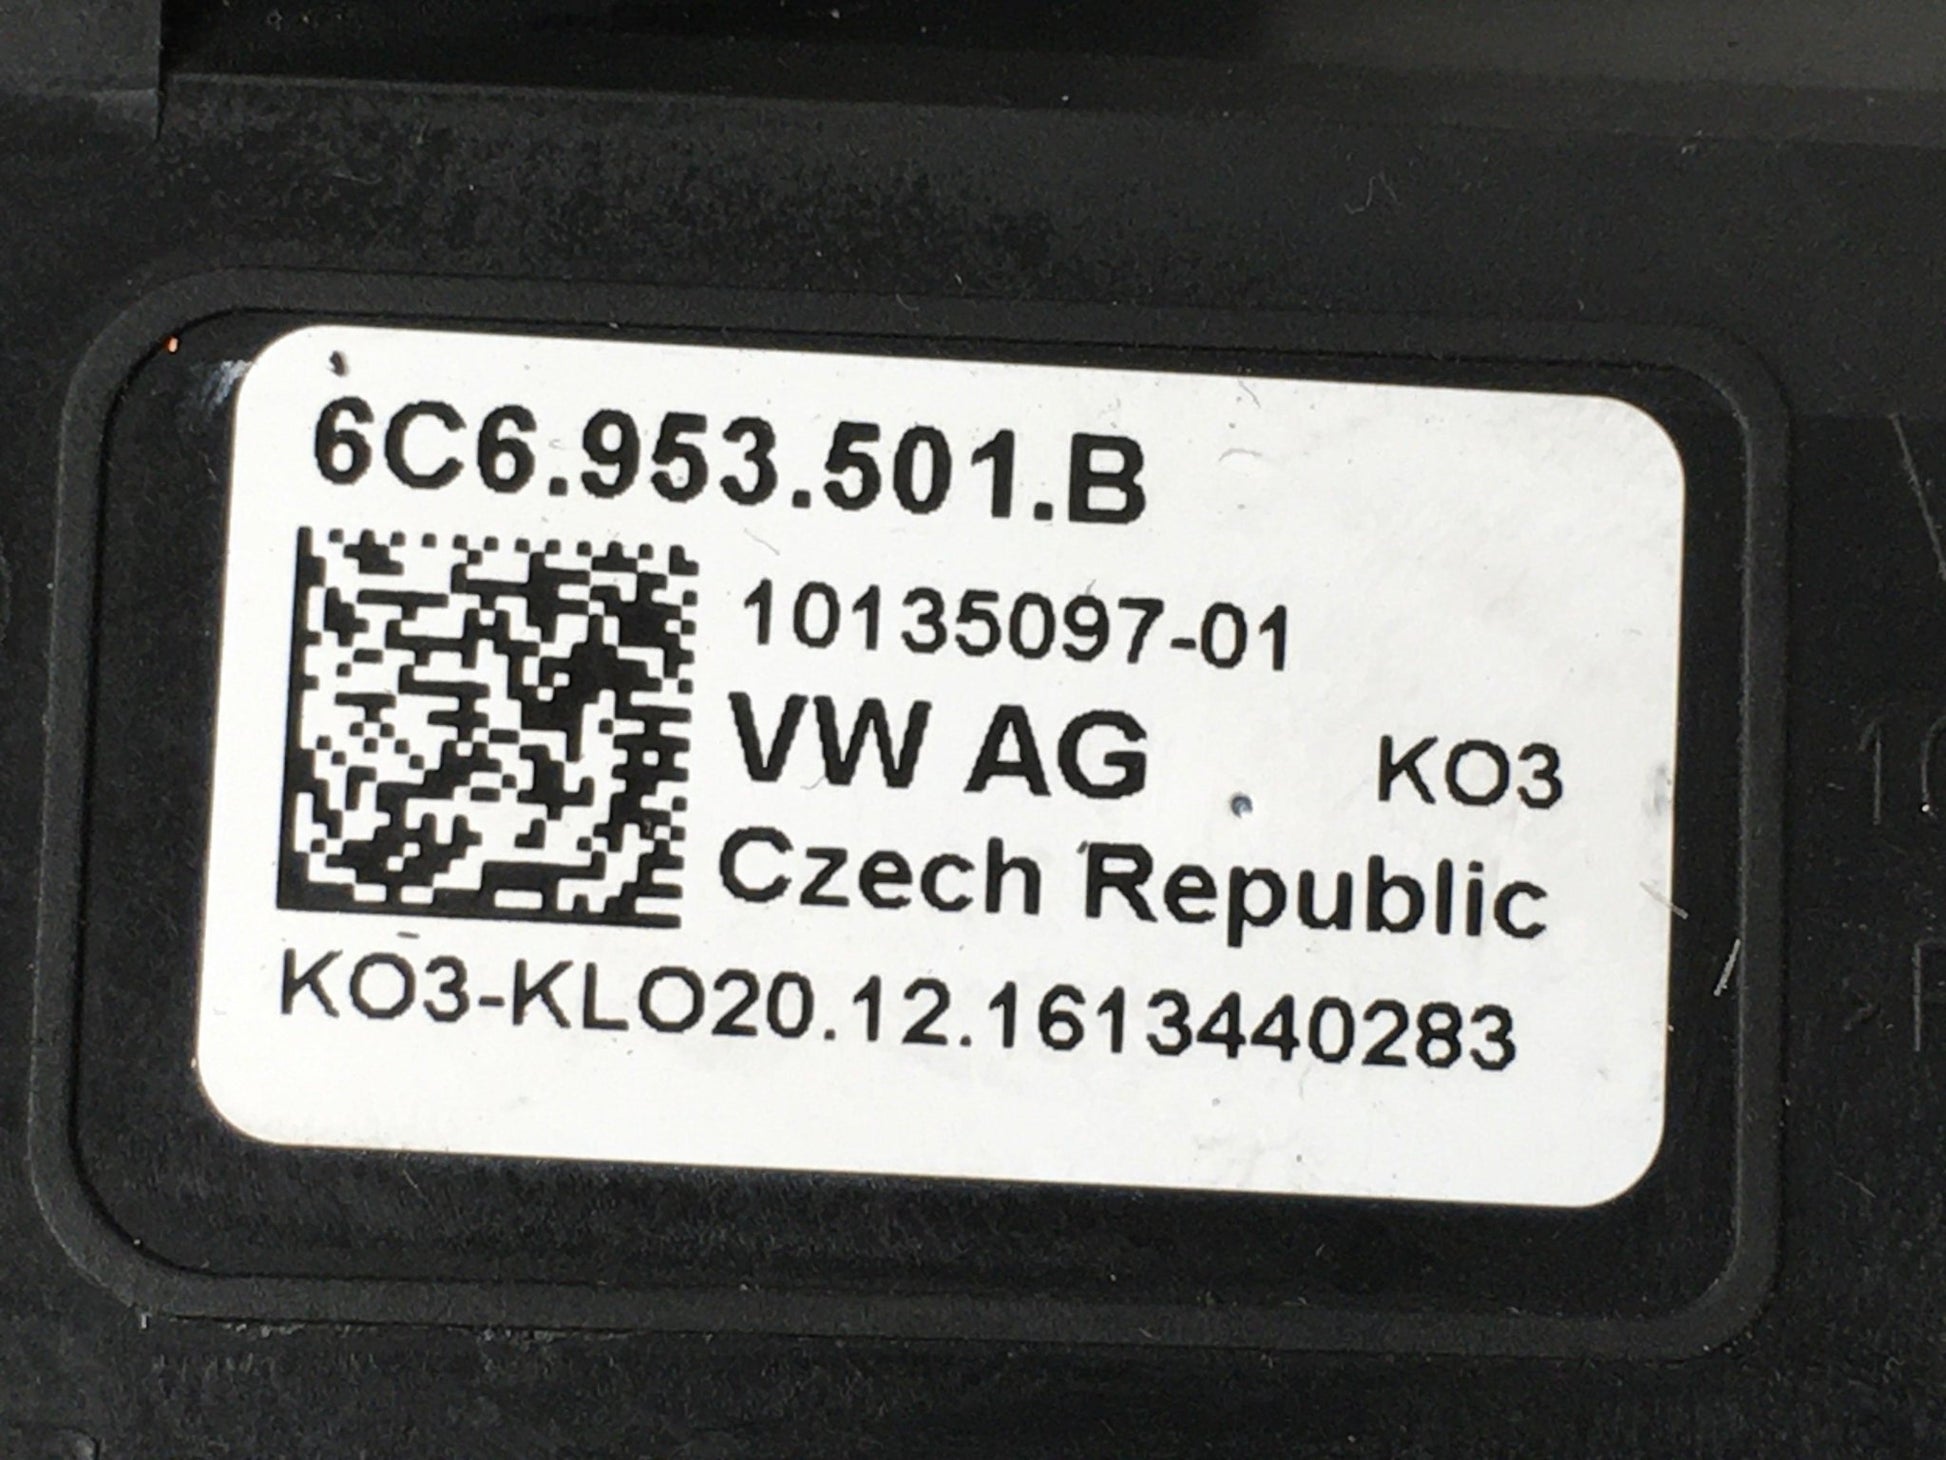 6C6.953.501.B
10135097-01
VW AG KO3
Czech Republic
KO3-KLO20.12.1613440283